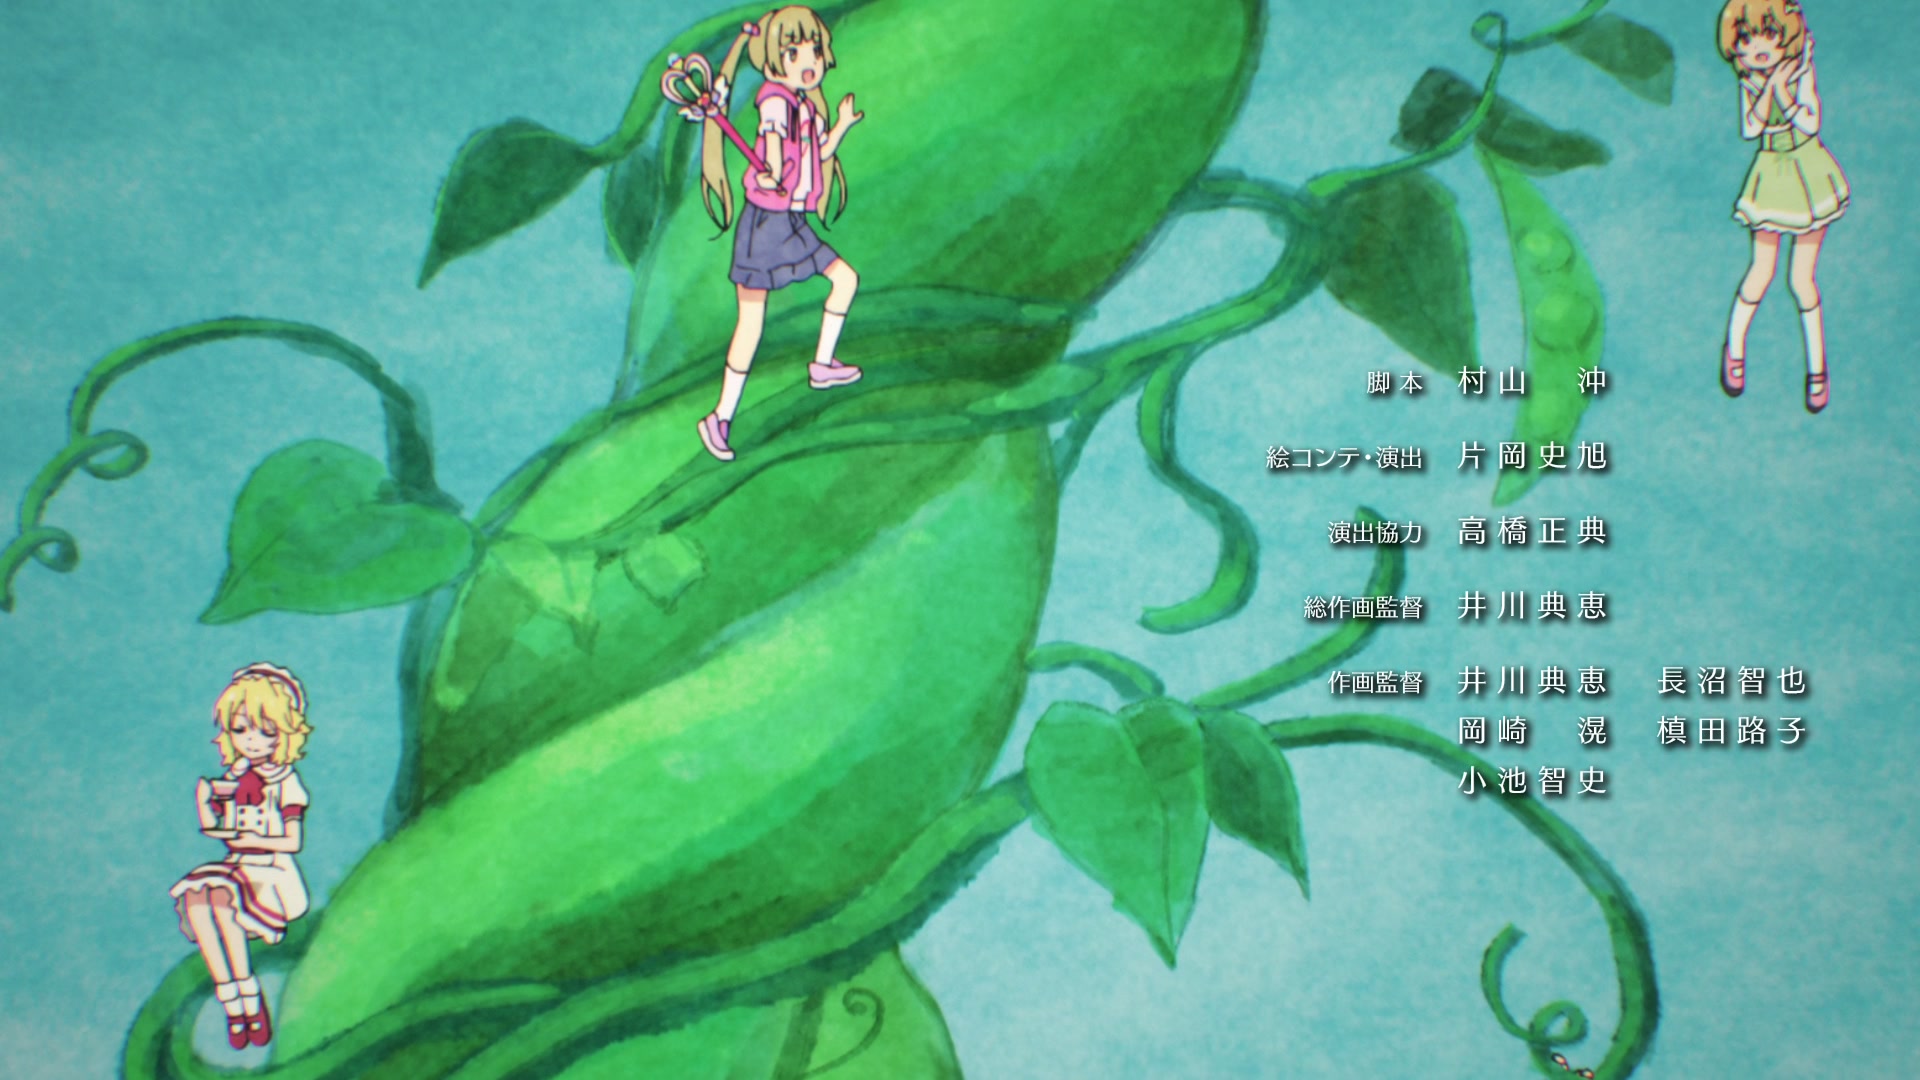 脚本 村山 沖
絵コンテ・演出 片岡史旭
演出協力 高橋正典
総作画監督 井川典恵
作画監督 井川典恵 長沼智也
岡崎 滉 槙田路子
小池智史